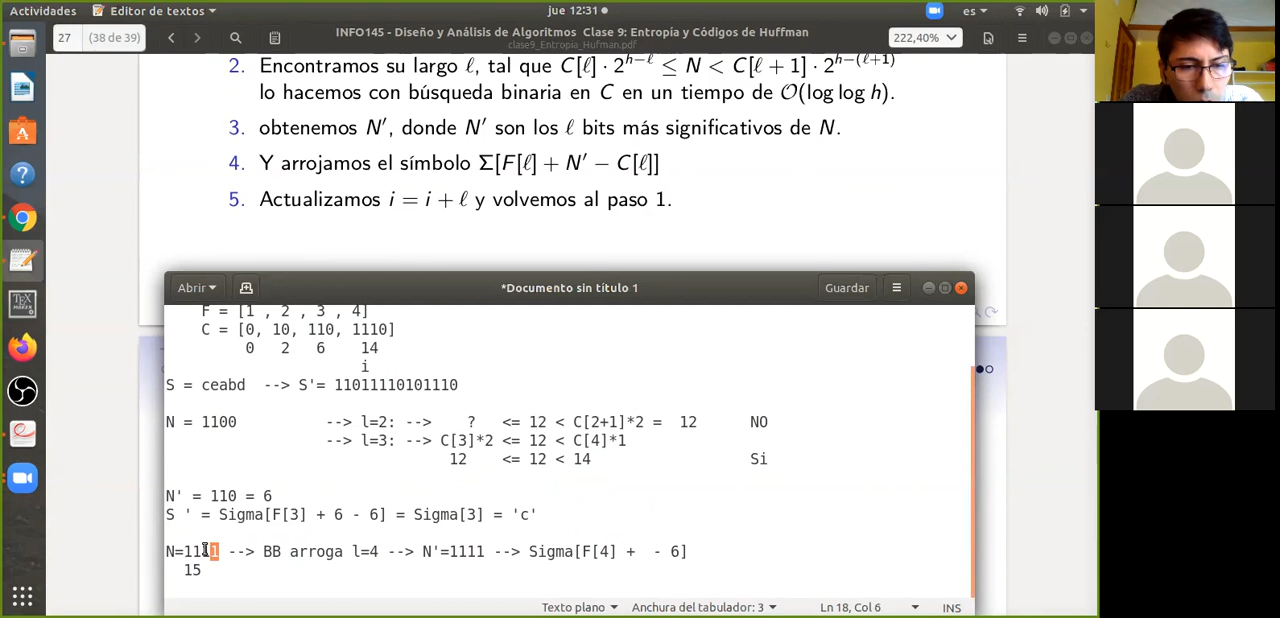 Actividades Editor de textos jue 12:31 es
27 (38 de 39) INFO145 - Diseño y Análisis de Algoritmos Clase 9: Entropía y Códigos de Huffman 222,40%
clase9_Entropia_Hufman.pdf
2. Encontramos su largo ℓ, tal que C[ℓ] · 2^{h−ℓ} ≤ N < C[ℓ + 1] · 2^{h−(ℓ+1)}
lo hacemos con búsqueda binaria en C en un tiempo de O(log log h).
3. obtenemos N′, donde N′ son los ℓ bits más significativos de N.
4. Y arrojamos el símbolo Σ[F[ℓ] + N′ − C[ℓ]]
5. Actualizamos i = i + ℓ y volvemos al paso 1.
Abrir *Documento sin título 1 Guardar
F = [1 , 2 , 3 , 4]
C = [0, 10, 110, 1110]
0 2 6 14
i
S = ceabd --> S'= 11011110101110
N = 1100 --> l=2: --> ? <= 12 < C[2+1]*2 = 12 NO
--> l=3: --> C[3]*2 <= 12 < C[4]*1
12 <= 12 < 14 Si
N' = 110 = 6
S ' = Sigma[F[3] + 6 - 6] = Sigma[3] = 'c'
N=1111 --> BB arroga l=4 --> N'=1111 --> Sigma[F[4] + - 6]
15
Texto plano Anchura del tabulador: 3 Ln 18, Col 6 INS